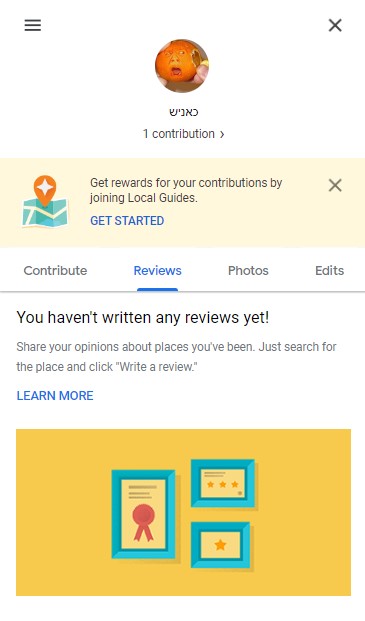 כאניש
1 contribution ›
Get rewards for your contributions by
joining Local Guides.
GET STARTED
Contribute Reviews Photos Edits
You haven't written any reviews yet!
Share your opinions about places you've been. Just search for
the place and click "Write a review."
LEARN MORE